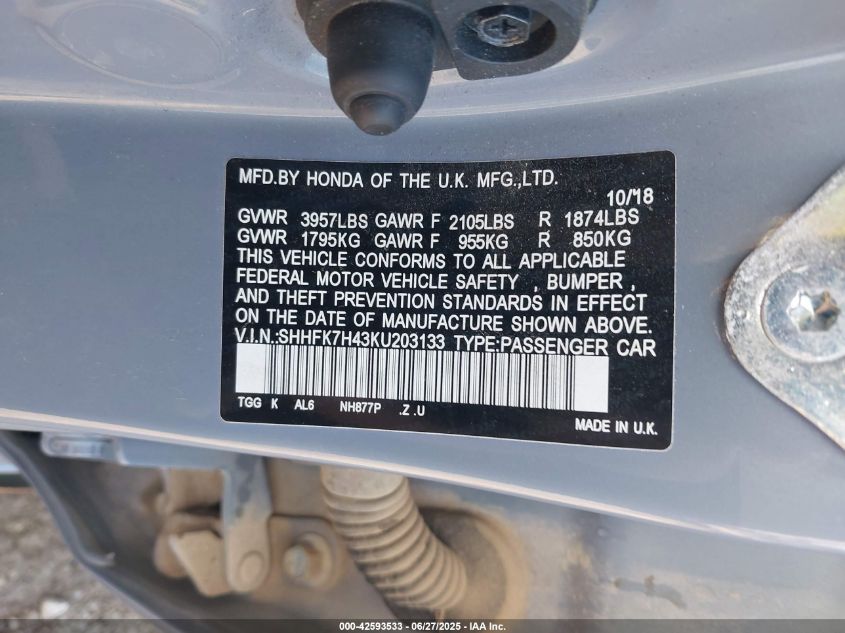 MFD.BY HONDA OF THE U.K. MFG.,LTD.
10/18
GVWR 3957LBS GAWR F 2105LBS R 1874LBS
GVWR 1795KG GAWR F 955KG R 850KG
THIS VEHICLE CONFORMS TO ALL APPLICABLE
FEDERAL MOTOR VEHICLE SAFETY , BUMPER ,
AND THEFT PREVENTION STANDARDS IN EFFECT
ON THE DATE OF MANUFACTURE SHOWN ABOVE.
V.I.N.:SHHFK7H43KU203133 TYPE:PASSENGER CAR
TGG K AL6 NH877P .Z .U
MADE IN U.K.
000-42593533 - 06/27/2025 - IAA Inc.